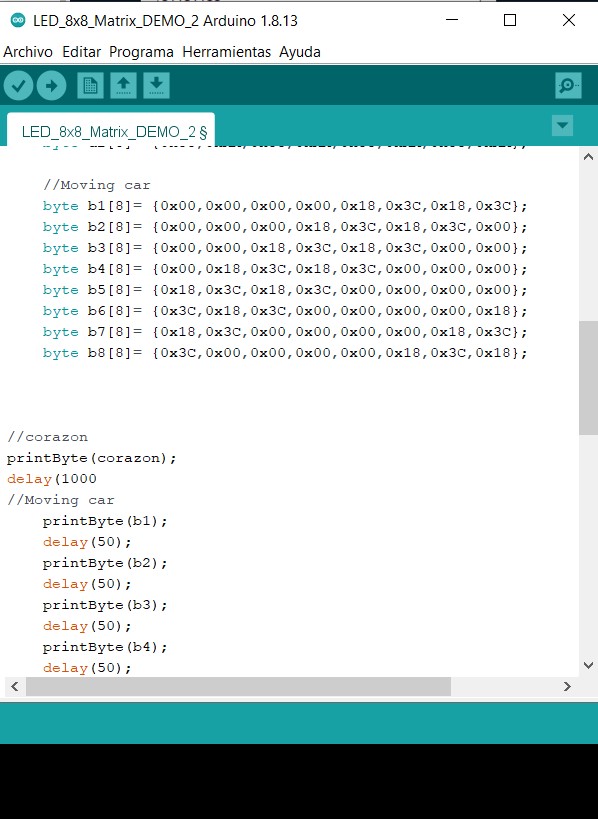 LED_8x8_Matrix_DEMO_2 Arduino 1.8.13
Archivo Editar Programa Herramientas Ayuda
LED_8x8_Matrix_DEMO_2 §
//Moving car
byte b1[8]= {0x00,0x00,0x00,0x00,0x18,0x3C,0x18,0x3C};
byte b2[8]= {0x00,0x00,0x00,0x18,0x3C,0x18,0x3C,0x00};
byte b3[8]= {0x00,0x00,0x18,0x3C,0x18,0x3C,0x00,0x00};
byte b4[8]= {0x00,0x18,0x3C,0x18,0x3C,0x00,0x00,0x00};
byte b5[8]= {0x18,0x3C,0x18,0x3C,0x00,0x00,0x00,0x00};
byte b6[8]= {0x3C,0x18,0x3C,0x00,0x00,0x00,0x00,0x18};
byte b7[8]= {0x18,0x3C,0x00,0x00,0x00,0x00,0x18,0x3C};
byte b8[8]= {0x3C,0x00,0x00,0x00,0x00,0x18,0x3C,0x18};
//corazon
printByte(corazon);
delay(1000
//Moving car
printByte(b1);
delay(50);
printByte(b2);
delay(50);
printByte(b3);
delay(50);
printByte(b4);
delay(50);